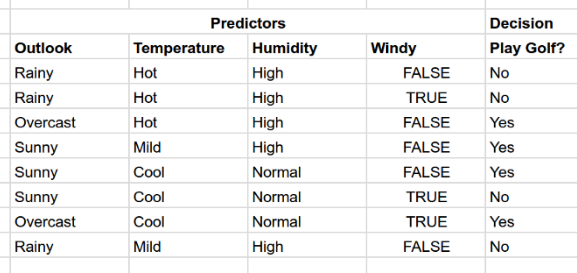 Predictors Decision
Outlook Temperature Humidity Windy Play Golf?
Rainy Hot High FALSE No
Rainy Hot High TRUE No
Overcast Hot High FALSE Yes
Sunny Mild High FALSE Yes
Sunny Cool Normal FALSE Yes
Sunny Cool Normal TRUE No
Overcast Cool Normal TRUE Yes
Rainy Mild High FALSE No